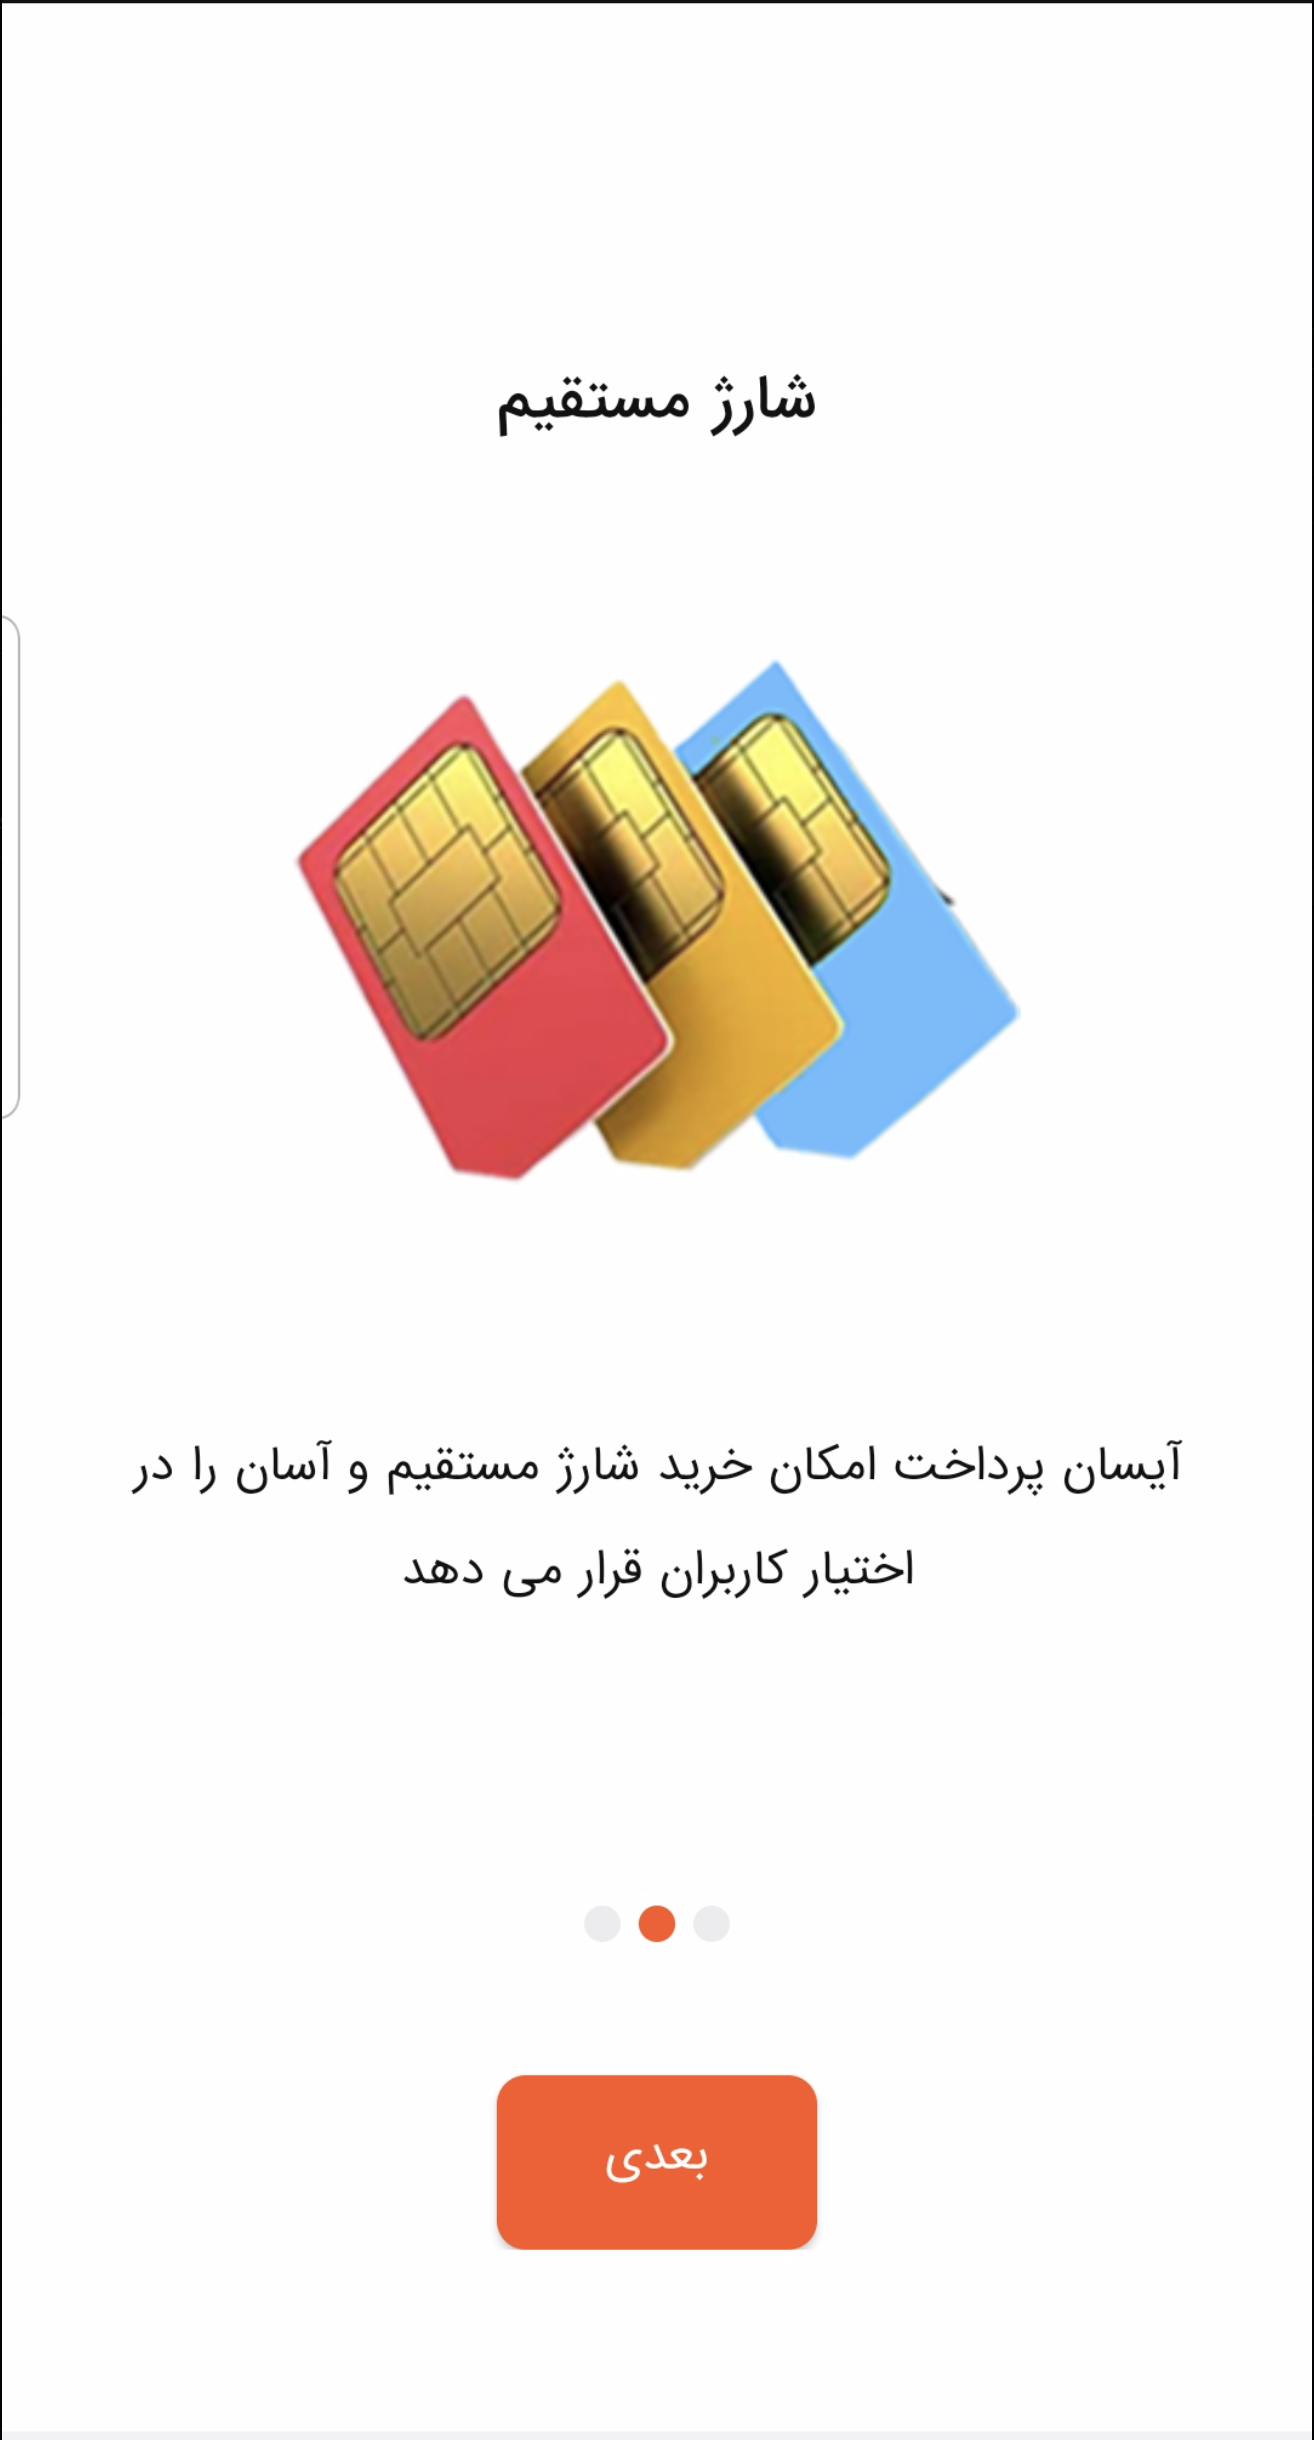 شارژ مستقیم
آیسان پرداخت امکان خرید شارژ مستقیم و آسان را در
اختیار کاربران قرار می دهد
بعدی